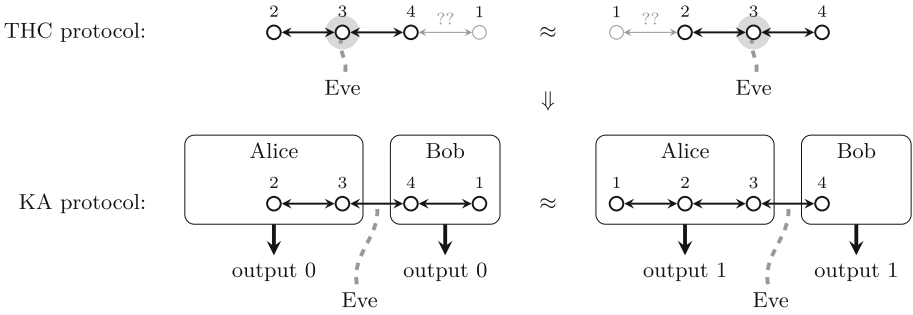 THC protocol: 2 3 4 ?? 1 ≈ 1 ?? 2 3 4
Eve Eve
⇓
Alice Bob Alice Bob
KA protocol: 2 3 4 1 ≈ 1 2 3 4
output 0 output 0 output 1 output 1
Eve Eve